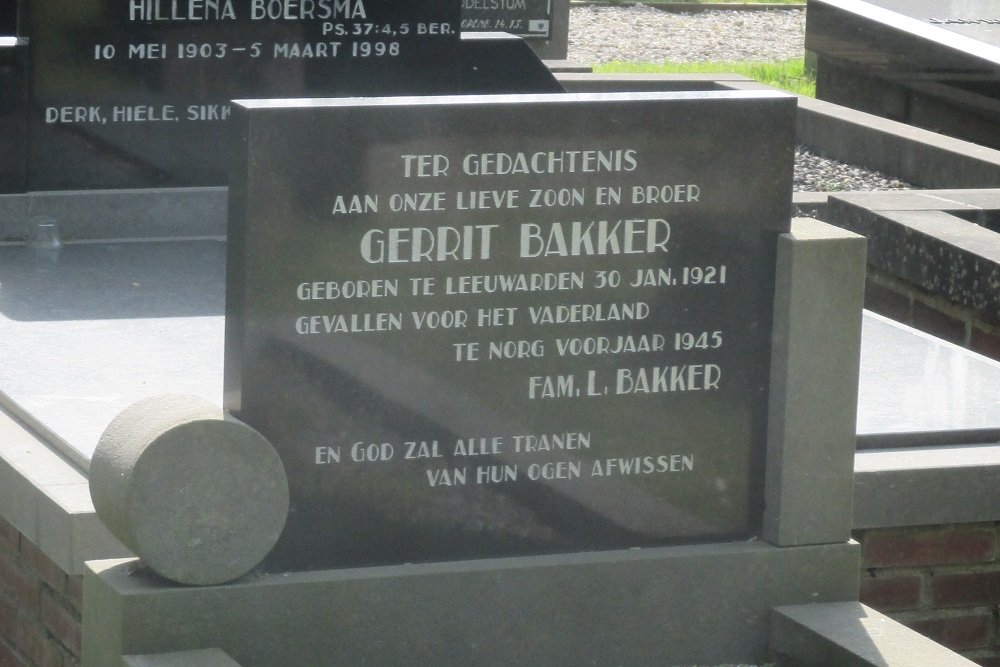 HILLENA BOERSMA
PS. 37:4,5 BER.
10 MEI 1903 - 5 MAART 1998
DERK, HIELE, SIKK
TER GEDACHTENIS
AAN ONZE LIEVE ZOON EN BROER
GERRIT BAKKER
GEBOREN TE LEEUWARDEN 30 JAN. 1921
GEVALLEN VOOR HET VADERLAND
TE NORG VOORJAAR 1945
FAM. L. BAKKER
EN GOD ZAL ALLE TRANEN
VAN HUN OGEN AFWISSEN